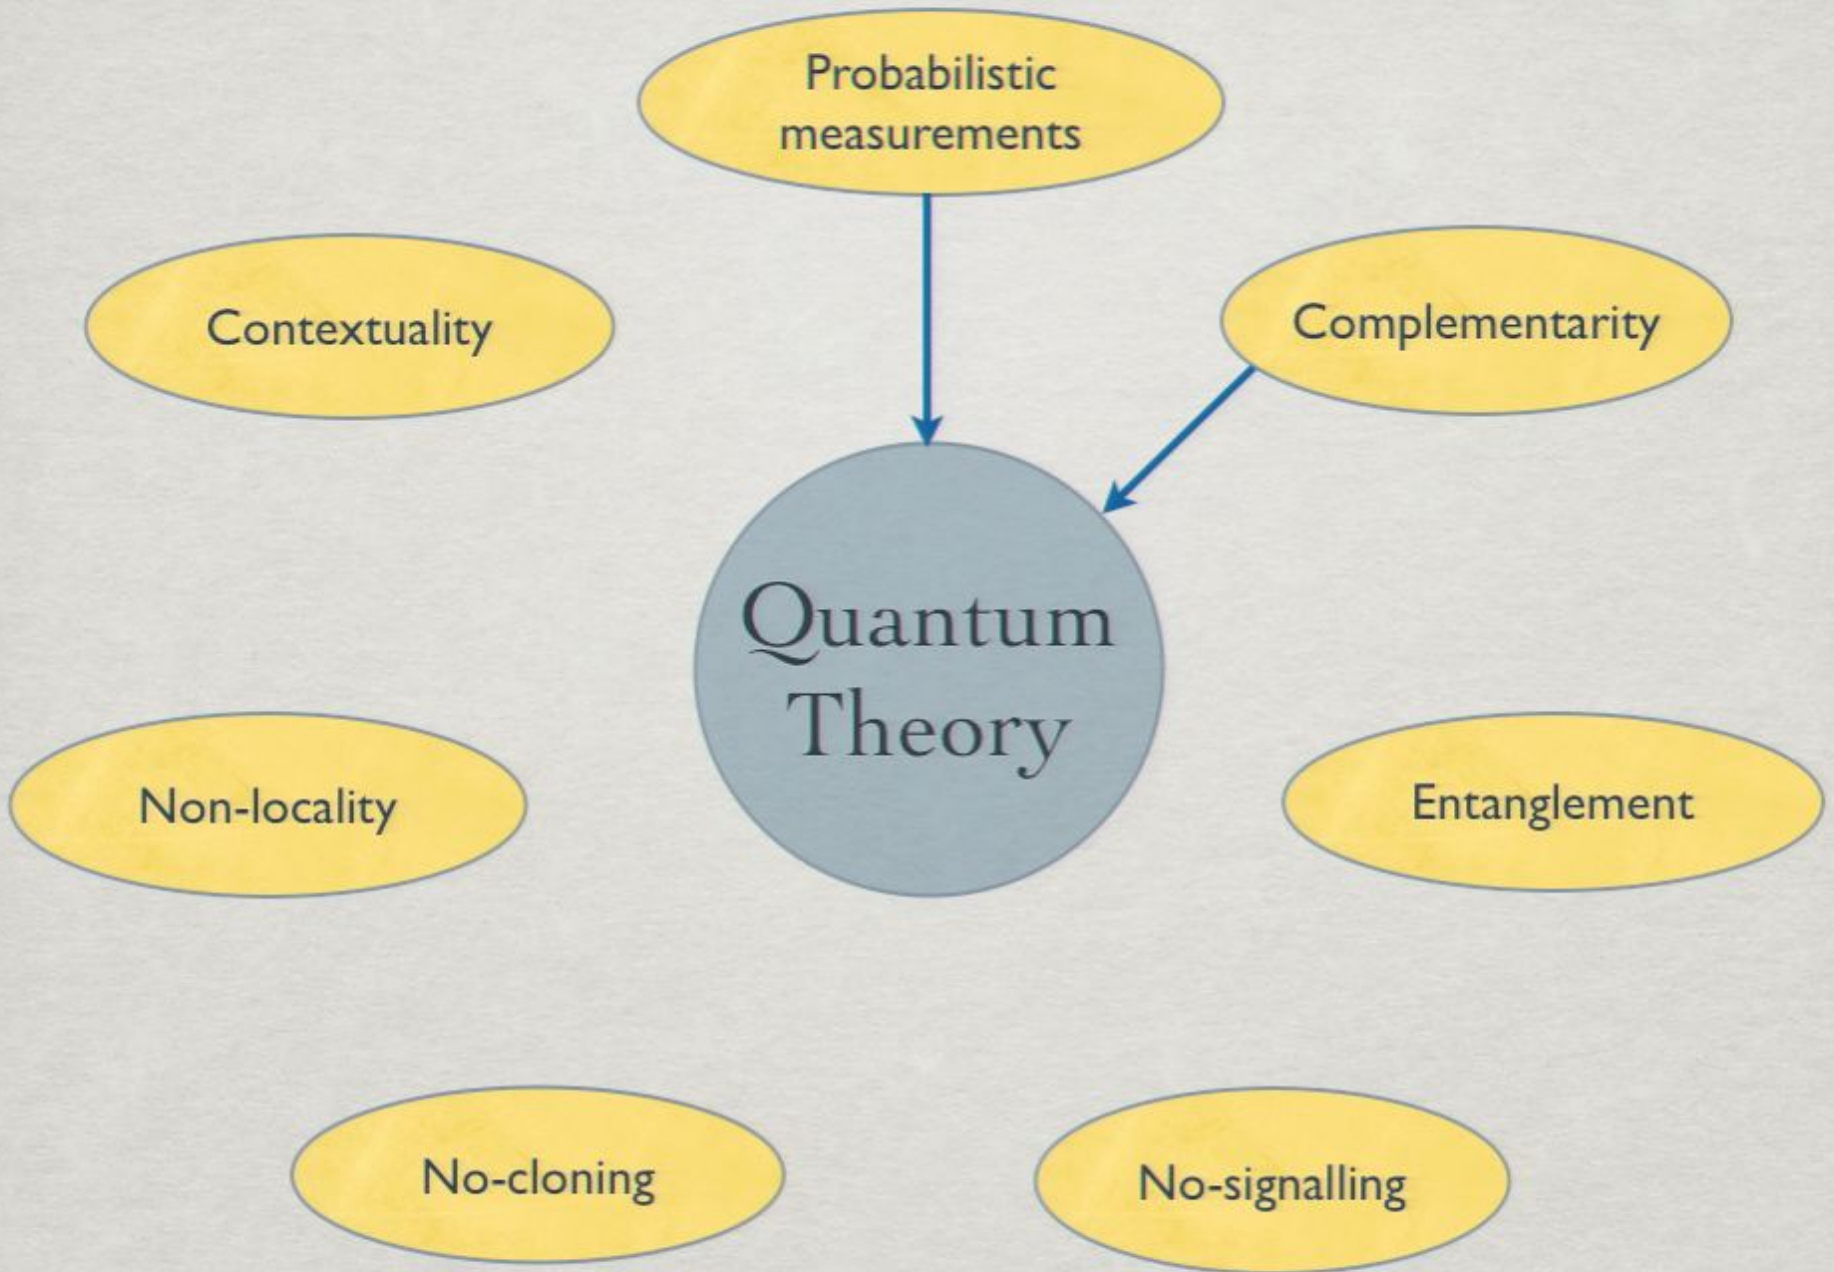 Probabilistic
measurements
Contextuality
Complementarity
Quantum
Theory
Non-locality
Entanglement
No-cloning
No-signalling